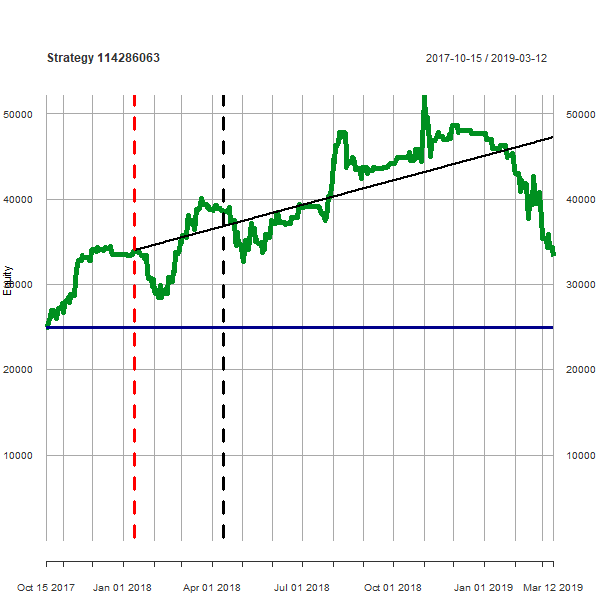 Strategy 114286063 2017-10-15 / 2019-03-12
50000 50000
40000 40000
Equity
30000 30000
20000 20000
10000 10000
Oct 15 2017 Jan 01 2018 Apr 01 2018 Jul 01 2018 Oct 01 2018 Jan 01 2019 Mar 12 2019